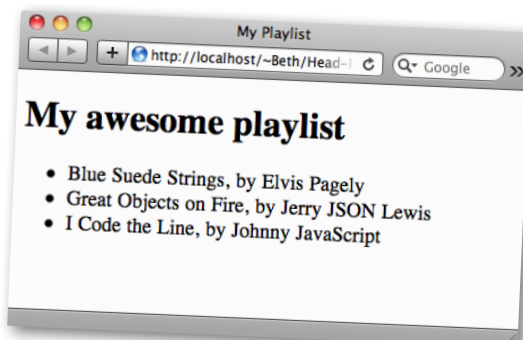 My Playlist
http://localhost/~Beth/Head-
Google
My awesome playlist
Blue Suede Strings, by Elvis Pagely
Great Objects on Fire, by Jerry JSON Lewis
I Code the Line, by Johnny JavaScript